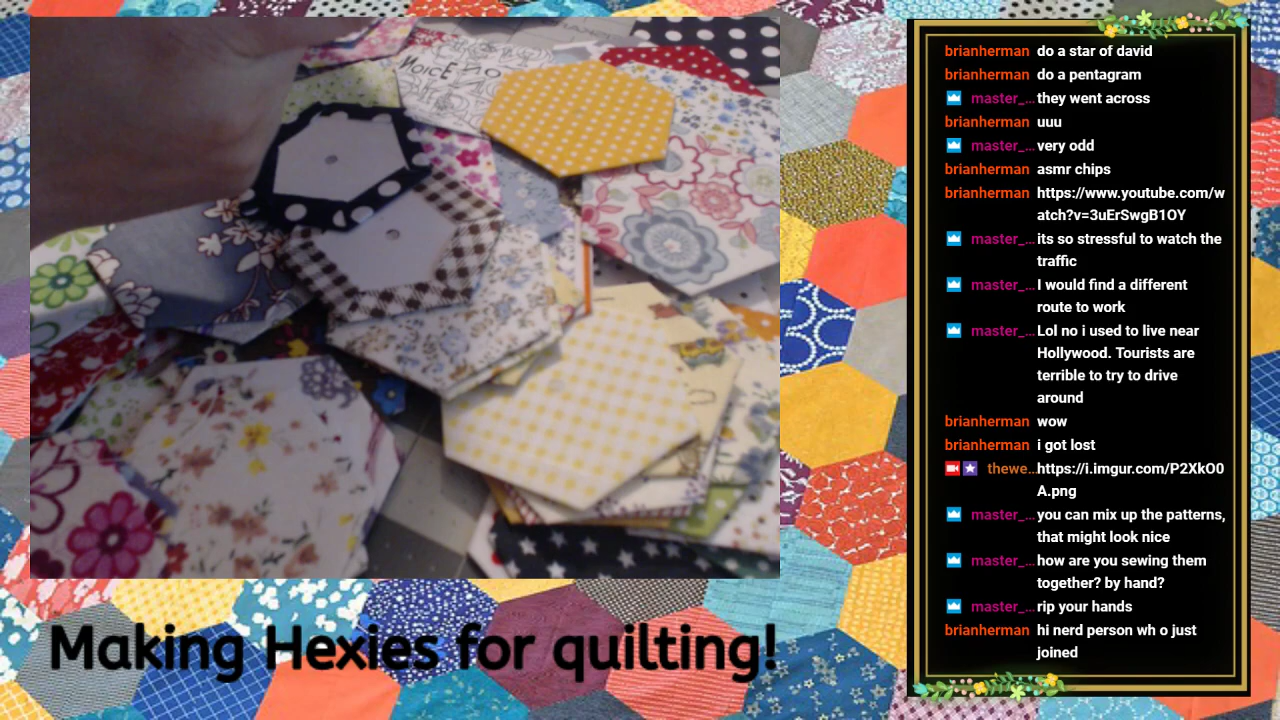 brianherman do a star of david
brianherman do a pentagram
master_... they went across
brianherman uuu
master_... very odd
brianherman asmr chips
brianherman https://www.youtube.com/w
atch?v=3uErSwgB1OY
master_... its so stressful to watch the
traffic
master_... I would find a different
route to work
master_... Lol no i used to live near
Hollywood. Tourists are
terrible to try to drive
around
brianherman wow
brianherman i got lost
thewe... https://i.imgur.com/P2XkO0
A.png
master_... you can mix up the patterns,
that might look nice
master_... how are you sewing them
together? by hand?
master_... rip your hands
brianherman hi nerd person wh o just
joined
Making Hexies for quilting!